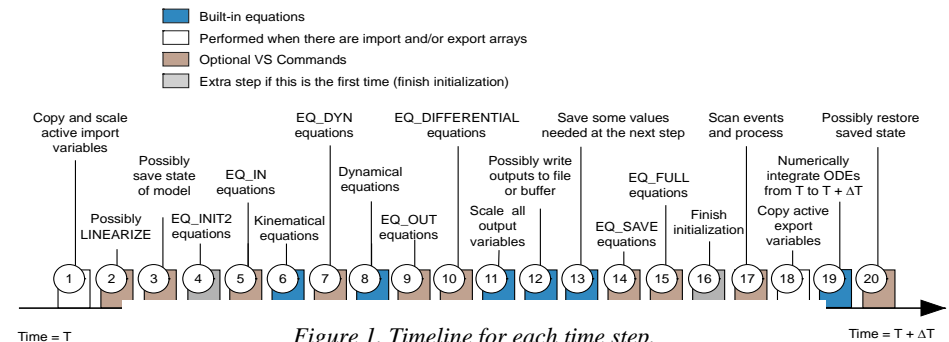 Built-in equations
Performed when there are import and/or export arrays
Optional VS Commands
Extra step if this is the first time (finish initialization)
Copy and scale
active import
variables
Possibly
LINEARIZE
Possibly
save state
of model
EQ_INIT2
equations
EQ_IN
equations
Kinematical
equations
EQ_DYN
equations
Dynamical
equations
EQ_OUT
equations
EQ_DIFFERENTIAL
equations
Scale all
output
variables
Possibly write
outputs to file
or buffer
Save some values
needed at the next step
EQ_SAVE
equations
EQ_FULL
equations
Finish
initialization
Scan events
and process
Copy active
export
variables
Numerically
integrate ODEs
from T to T + ΔT
Possibly restore
saved state
1 2 3 4 5 6 7 8 9 10 11 12 13 14 15 16 17 18 19 20
Time = T
Time = T + ΔT
Figure 1. Timeline for each time step.